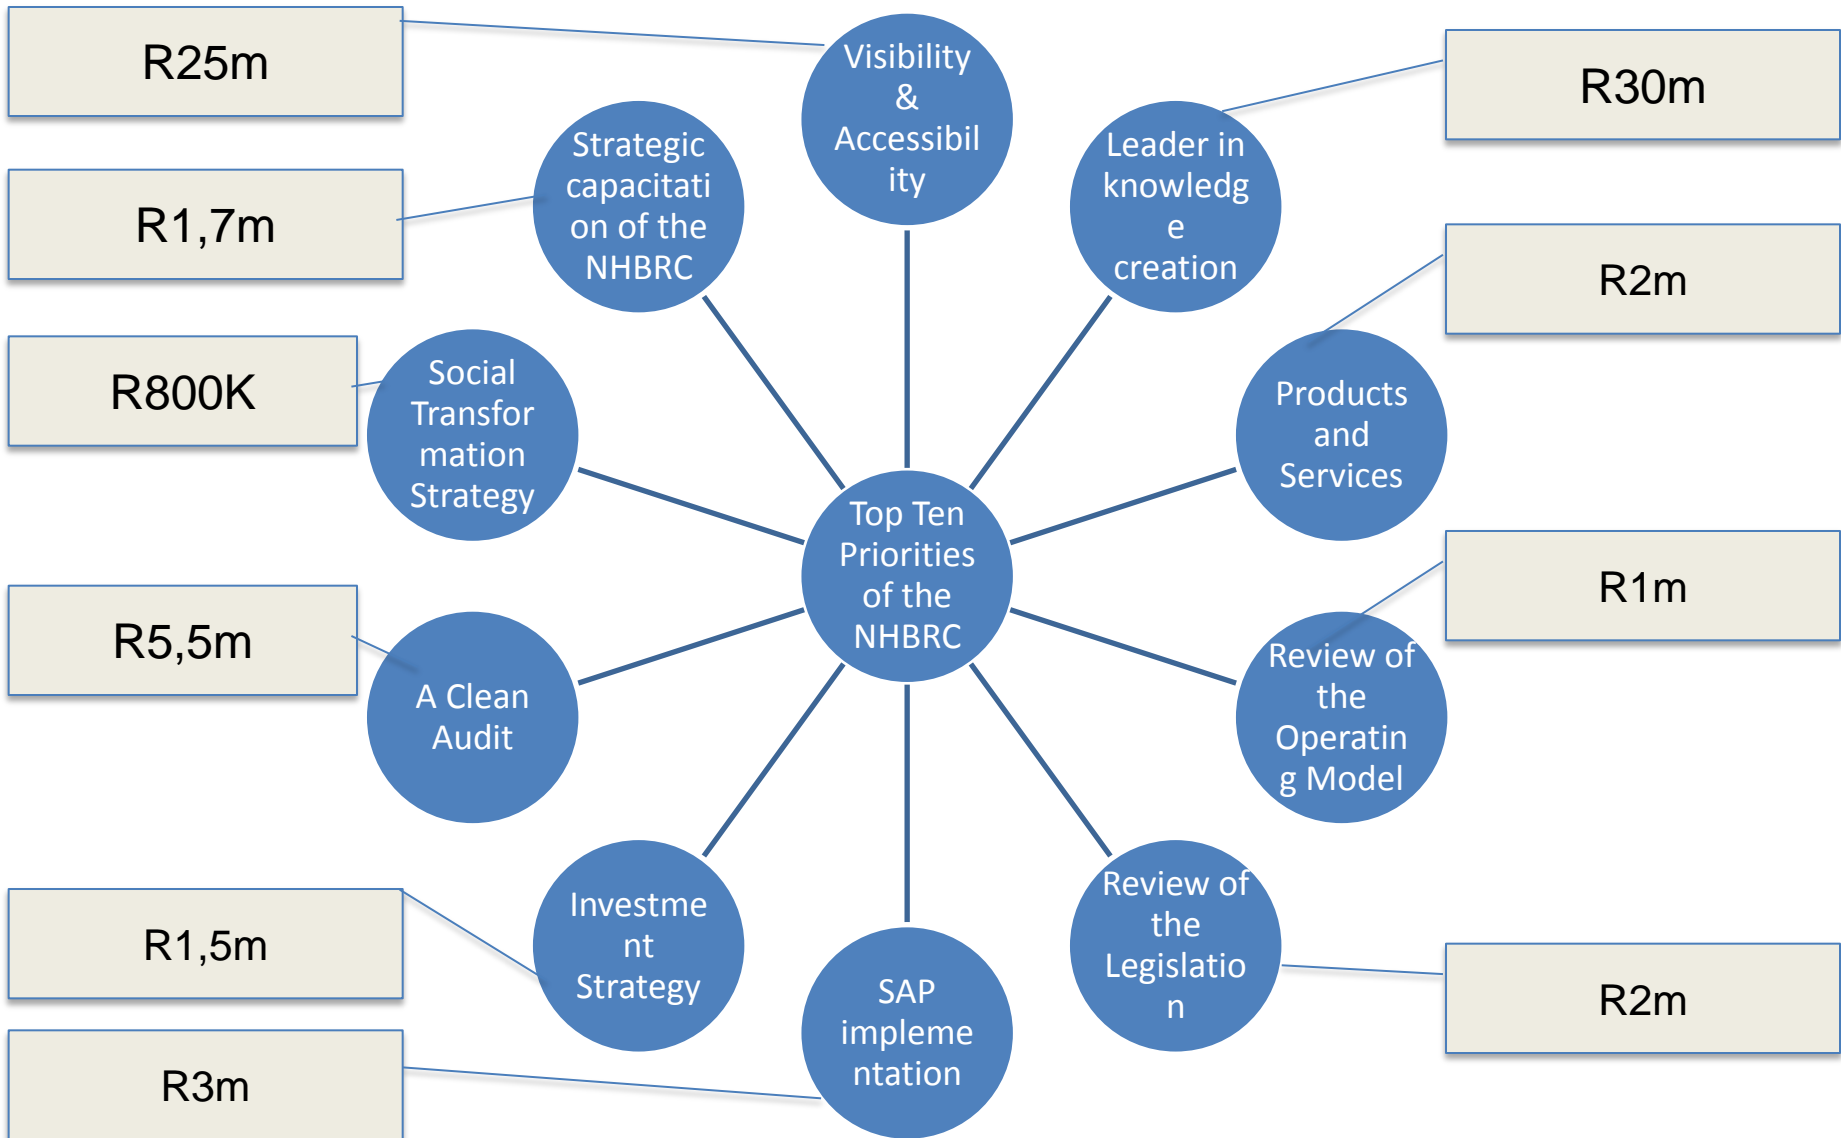 R25m
Visibility
&
Accessibil
ity
R30m
Strategic
capacitati
on of the
NHBRC
Leader in
knowledg
e
creation
R1,7m
R2m
R800K
Social
Transfor
mation
Strategy
Products
and
Services
Top Ten
Priorities
of the
NHBRC
R1m
R5,5m
A Clean
Audit
Review of
the
Operatin
g Model
R1,5m
Investme
nt
Strategy
Review of
the
Legislatio
n
R2m
SAP
impleme
ntation
R3m